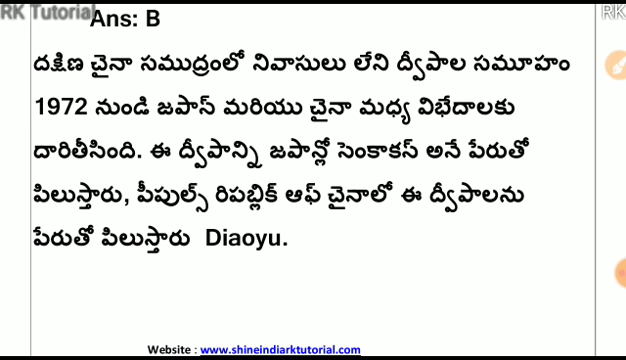 RK Tutorial
RK
Ans: B
దక్షిణ చైనా సముద్రంలో నివాసులు లేని ద్వీపాల సమూహం
1972 నుండి జపాన్ మరియు చైనా మధ్య విభేదాలకు
దారితీసింది. ఈ ద్వీపాన్ని జపాన్లో సెంకాకస్ అనే పేరుతో
పిలుస్తారు, పీపుల్స్ రిపబ్లిక్ ఆఫ్ చైనాలో ఈ ద్వీపాలను
పేరుతో పిలుస్తారు Diaoyu.
Website : www.shineindiarktutorial.com